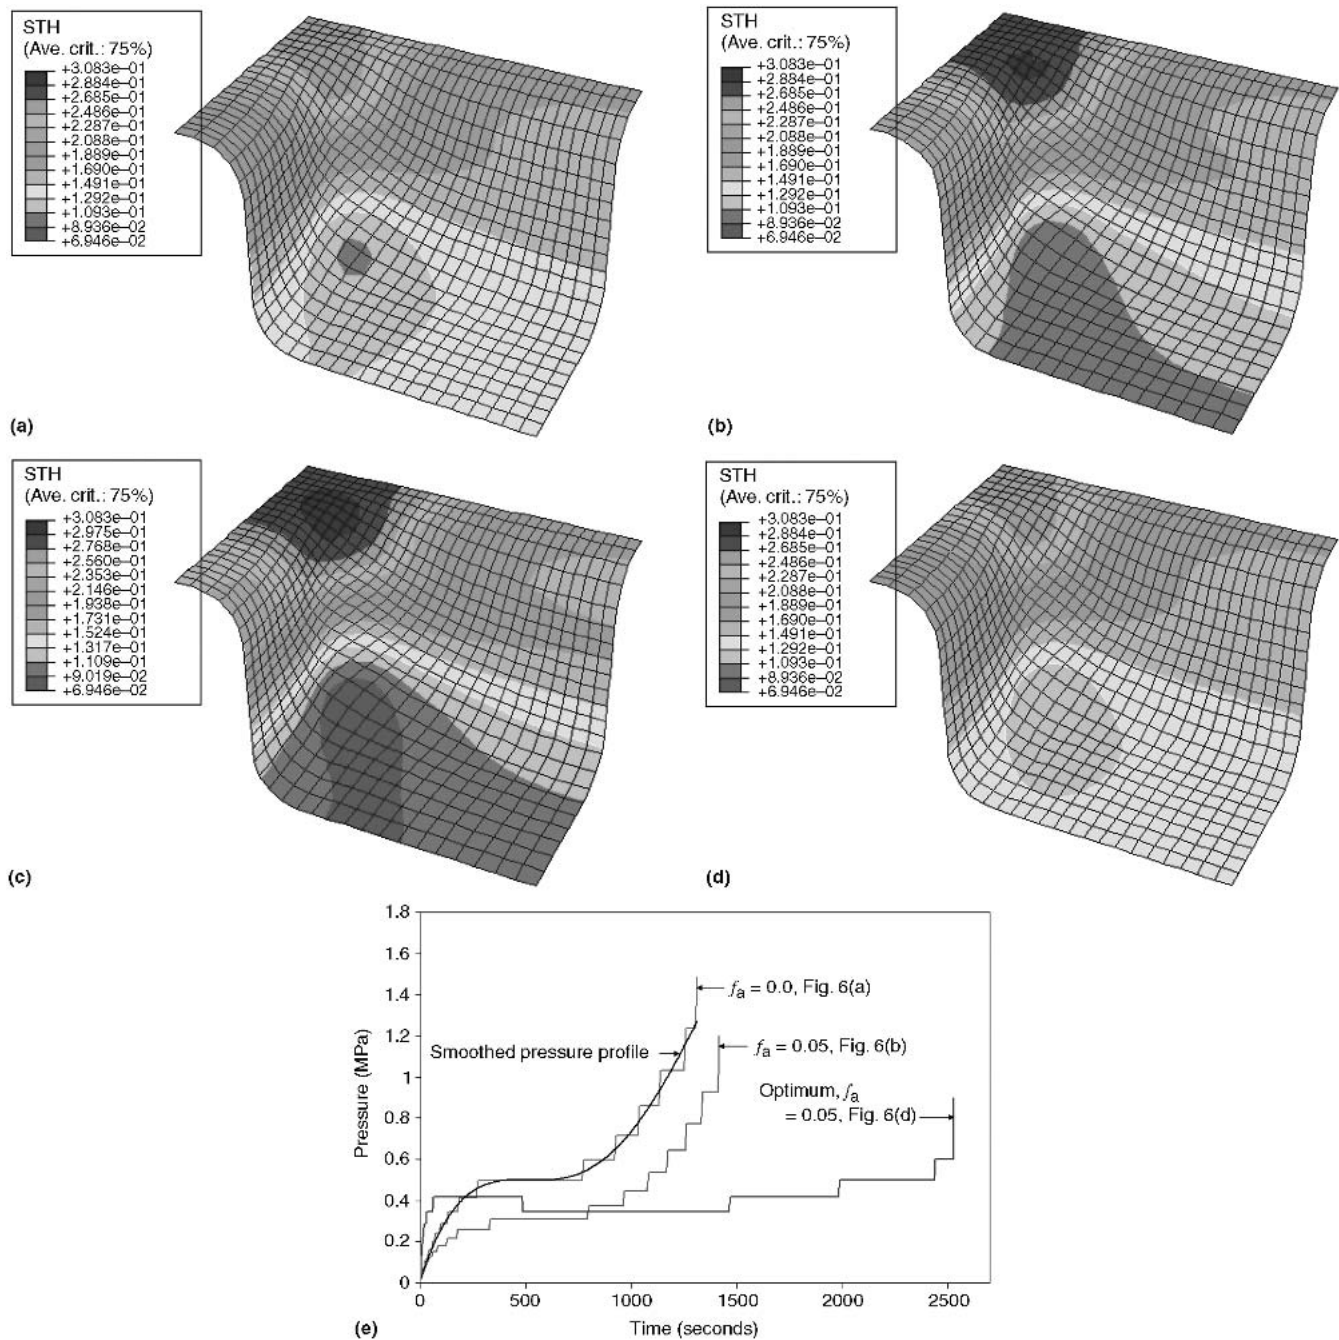 STH
(Ave. crit.: 75%)
+3.083e–01
+2.884e–01
+2.685e–01
+2.486e–01
+2.287e–01
+2.088e–01
+1.889e–01
+1.690e–01
+1.491e–01
+1.292e–01
+1.093e–01
+8.936e–02
+6.946e–02
(a)
STH
(Ave. crit.: 75%)
+3.083e–01
+2.884e–01
+2.685e–01
+2.486e–01
+2.287e–01
+2.088e–01
+1.889e–01
+1.690e–01
+1.491e–01
+1.292e–01
+1.093e–01
+8.936e–02
+6.946e–02
(b)
STH
(Ave. crit.: 75%)
+3.083e–01
+2.975e–01
+2.768e–01
+2.560e–01
+2.353e–01
+2.146e–01
+1.938e–01
+1.731e–01
+1.524e–01
+1.317e–01
+1.109e–01
+9.019e–02
+6.946e–02
(c)
STH
(Ave. crit.: 75%)
+3.083e–01
+2.884e–01
+2.685e–01
+2.486e–01
+2.287e–01
+2.088e–01
+1.889e–01
+1.690e–01
+1.491e–01
+1.292e–01
+1.093e–01
+8.936e–02
+6.946e–02
(d)
1.8
1.6
1.4
1.2
1
0.8
0.6
0.4
0.2
0
Pressure (MPa)
fa = 0.0, Fig. 6(a)
Smoothed pressure profile
fa = 0.05, Fig. 6(b)
Optimum, fa
= 0.05, Fig. 6(d)
0 500 1000 1500 2000 2500
Time (seconds)
(e)